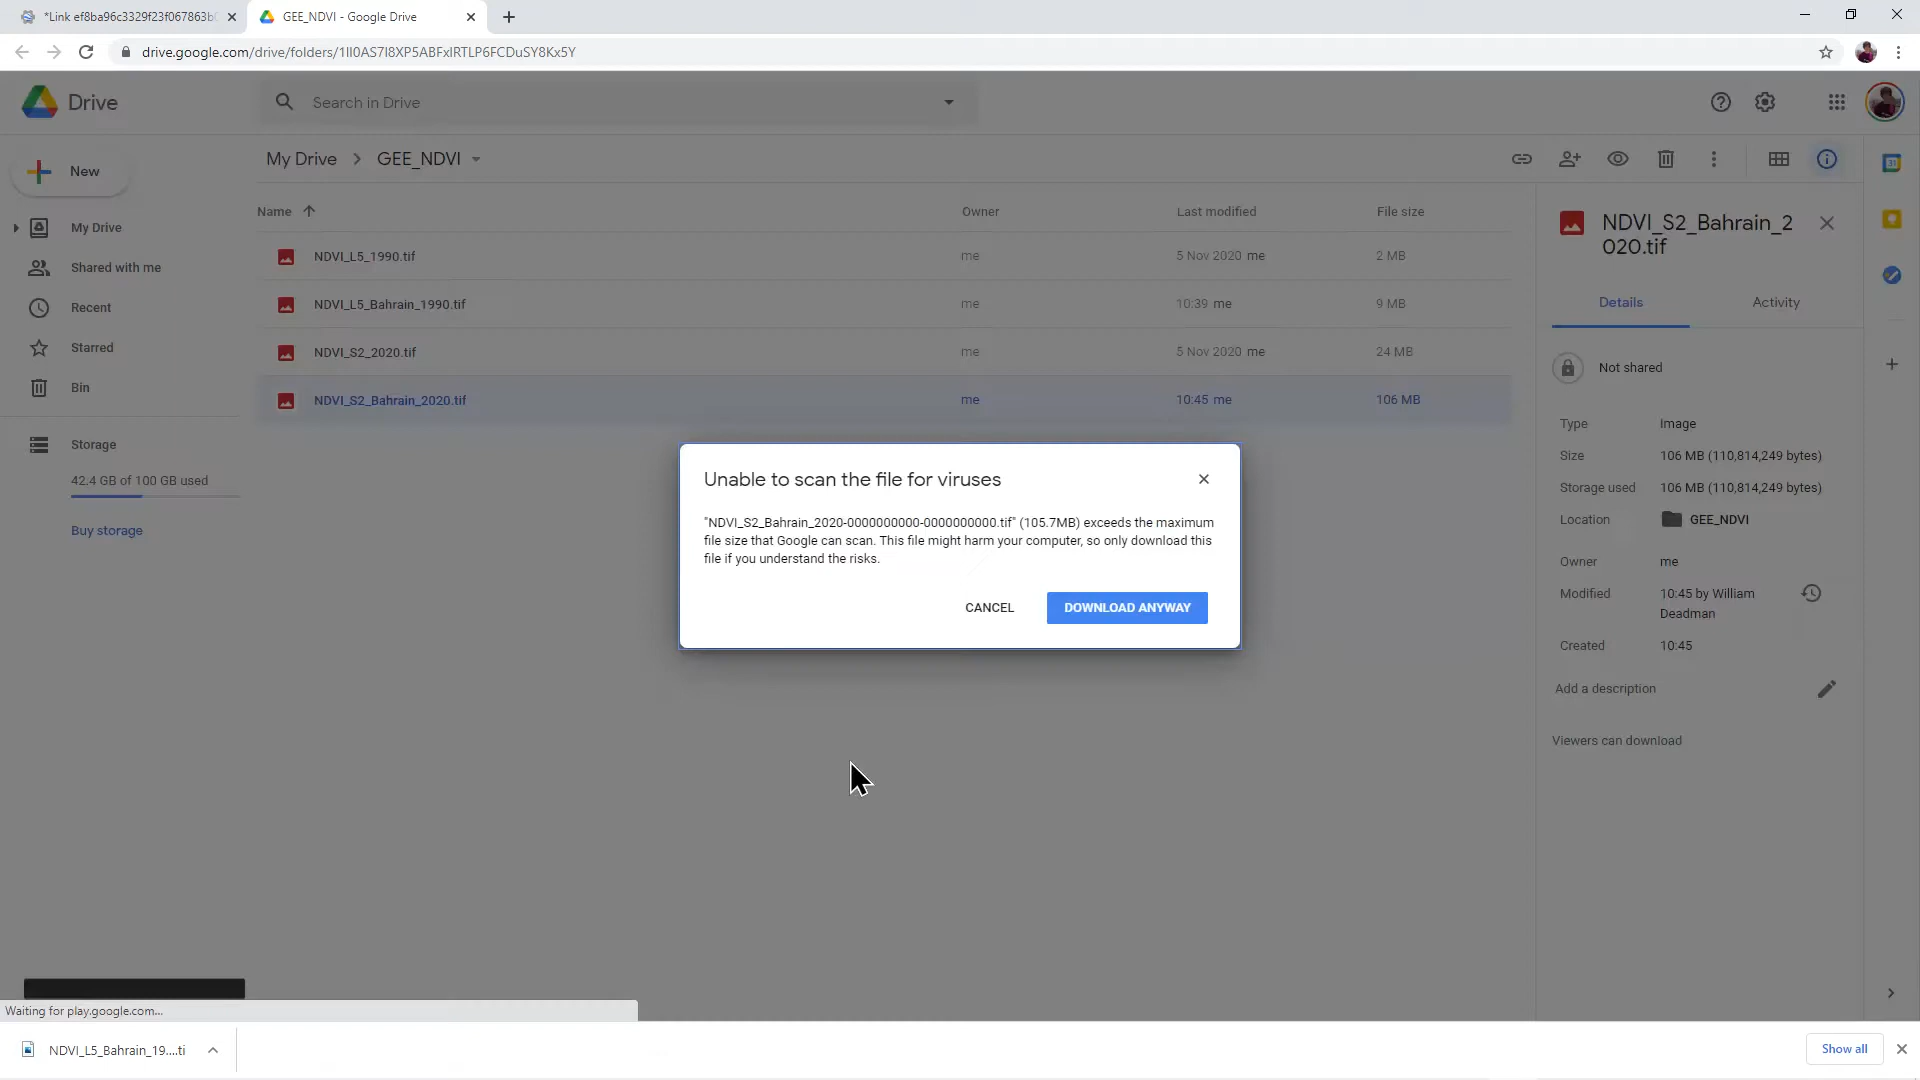 *Link ef8ba96c3329f23f067863b
GEE_NDVI - Google Drive
drive.google.com/drive/folders/1lI0AS7I8XP5ABFxlRTLP6FCDuSY8Kx5Y
Drive
Search in Drive
New
My Drive
Shared with me
Recent
Starred
Bin
Storage
42.4 GB of 100 GB used
Buy storage
My Drive > GEE_NDVI
Name Owner Last modified File size
NDVI_L5_1990.tif me 5 Nov 2020 me 2 MB
NDVI_L5_Bahrain_1990.tif me 10:39 me 9 MB
NDVI_S2_2020.tif me 5 Nov 2020 me 24 MB
NDVI_S2_Bahrain_2020.tif me 10:45 me 106 MB
Unable to scan the file for viruses
"NDVI_S2_Bahrain_2020-0000000000-0000000000.tif" (105.7MB) exceeds the maximum
file size that Google can scan. This file might harm your computer, so only download this
file if you understand the risks.
CANCEL DOWNLOAD ANYWAY
NDVI_S2_Bahrain_2
020.tif
Details Activity
Not shared
Type Image
Size 106 MB (110,814,249 bytes)
Storage used 106 MB (110,814,249 bytes)
Location GEE_NDVI
Owner me
Modified 10:45 by William
Deadman
Created 10:45
Add a description
Viewers can download
31
Waiting for play.google.com...
NDVI_L5_Bahrain_19....ti
Show all